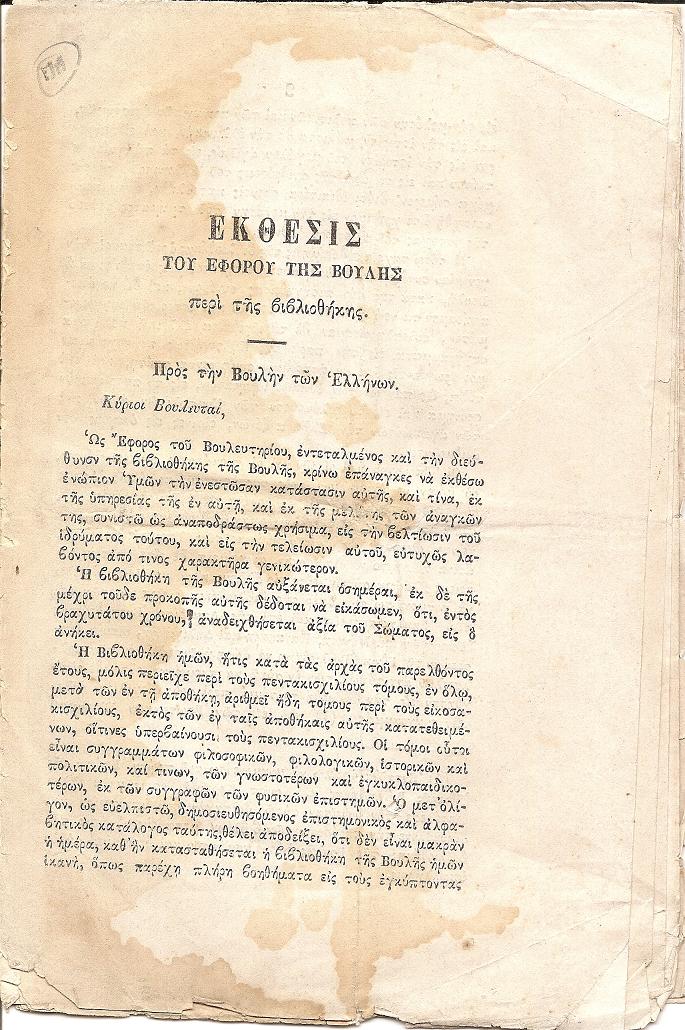 ΕΚΘΕΣΙΣ
ΤΟΥ ΕΦΟΡΟΥ ΤΗΣ ΒΟΥΛΗΣ
περὶ τῆς βιβλιοθήκης.
Πρὸς τὴν Βουλὴν τῶν Ἑλλήνων.
Κύριοι Βουλευταί,
Ὡς Ἔφορος τοῦ Βουλευτηρίου, ἐντεταλμένος καὶ τὴν διεύ-
θυνσν τῆς βιβλιοθήκης τῆς Βουλῆς, κρίνω ἐπάναγκες νὰ ἐκθέσω
ἐνώπιον Ὑμῶν τὴν ἐνεστῶσαν κατάστασιν αὐτῆς, καὶ τίνα, ἐκ
τῆς ὑπηρεσίας τῆς ἐν αὐτῇ, καὶ ἐκ τῆς μελέτης τῶν ἀναγκῶν
της, συνιστῶ ὡς ἀναποδράστως χρήσιμα, εἰς τὴν βελτίωσιν τοῦ
ἱδρύματος τούτου, καὶ εἰς τὴν τελείωσιν αὐτοῦ, εὐτυχῶς λα-
βόντος ἀπό τινος χαρακτῆρα γενικώτερον.
Ἡ βιβλιοθήκη τῆς Βουλῆς αὐξάνεται ὁσημέραι, ἐκ δὲ τῆς
μέχρι τοῦδε προκοπῆς αὐτῆς δέδοται νὰ εἰκάσωμεν, ὅτι, ἐντὸς
βραχυτάτου χρόνου, ἀναδειχθήσεται ἀξία τοῦ Σώματος, εἰς ὃ
ἀνήκει.
Ἡ Βιβλιοθήκη ἡμῶν, ἥτις κατὰ τὰς ἀρχὰς τοῦ παρελθόντος
ἔτους, μόλις περιεῖχε περὶ τοὺς πεντακισχιλίους τόμους, ἐν ὅλῳ,
μετὰ τῶν ἐν τῇ ἀποθήκῃ, ἀριθμεῖ ἤδη τόμους περὶ τοὺς εἰκοσα-
κισχιλίους, ἐκτὸς τῶν ἐν ταῖς ἀποθήκαις αὐτῆς κατατεθειμέ-
νων, οἵτινες ὑπερβαίνουσι τοὺς πεντακισχιλίους. Οἱ τόμοι οὗτοι
εἶναι συγγραμμάτων φιλοσοφικῶν, φιλολογικῶν, ἱστορικῶν καὶ
πολιτικῶν, καί τινων, τῶν γνωστοτέρων καὶ ἐγκυκλοπαιδικο-
τέρων, ἐκ τῶν συγγραφῶν τῶν φυσικῶν ἐπιστημῶν. Ὁ μετ' ὀλί-
γον, ὡς εὐελπιστῶ, δημοσιευθησόμενος ἐπιστημονικὸς καὶ ἀλφα-
βητικὸς κατάλογος ταύτης, θέλει ἀποδείξει, ὅτι δὲν εἶναι μακρὰν
ἡ ἡμέρα, καθ' ἣν κατασταθήσεται ἡ βιβλιοθήκη τῆς Βουλῆς ἡμῶν
ἱκανή, ὅπως παρέχῃ πλήρη βοηθήματα εἰς τοὺς ἐγκύπτοντας